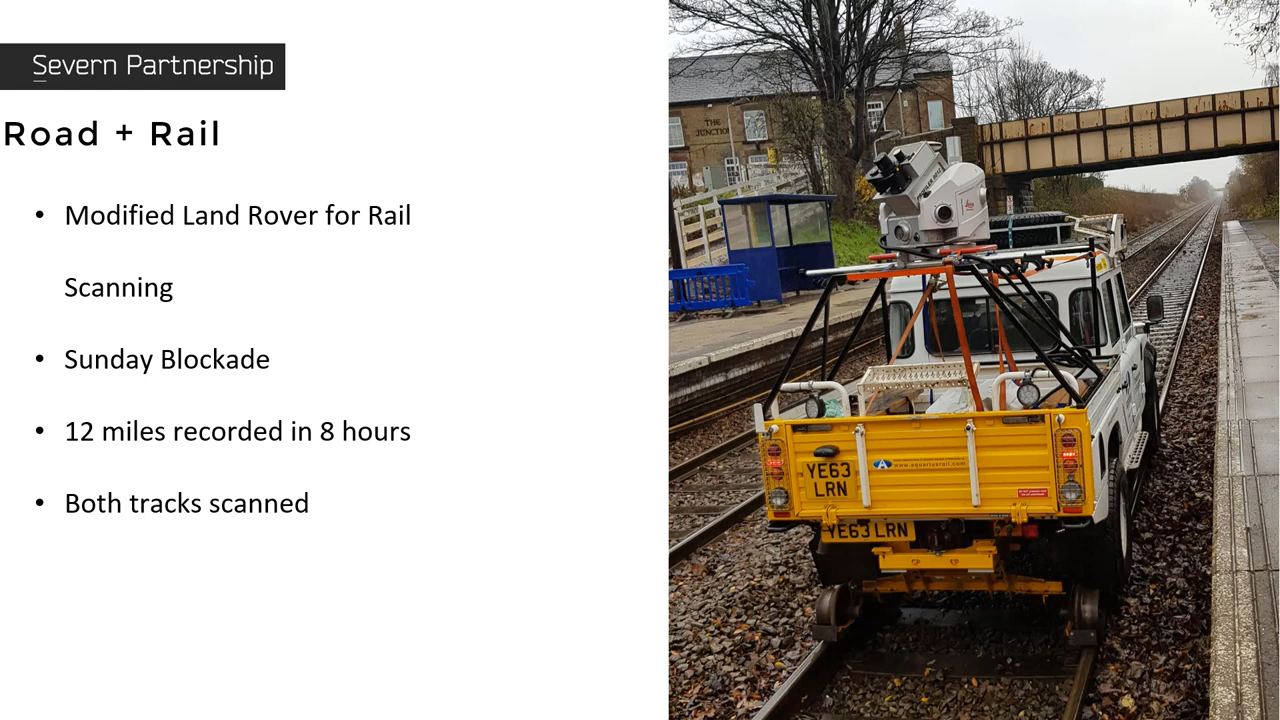 Severn Partnership
Road + Rail
• Modified Land Rover for Rail
Scanning
• Sunday Blockade
• 12 miles recorded in 8 hours
• Both tracks scanned
THE
JUNCTION
Leica
YE63
LRN
www.aquariusrail.com
YE63 LRN